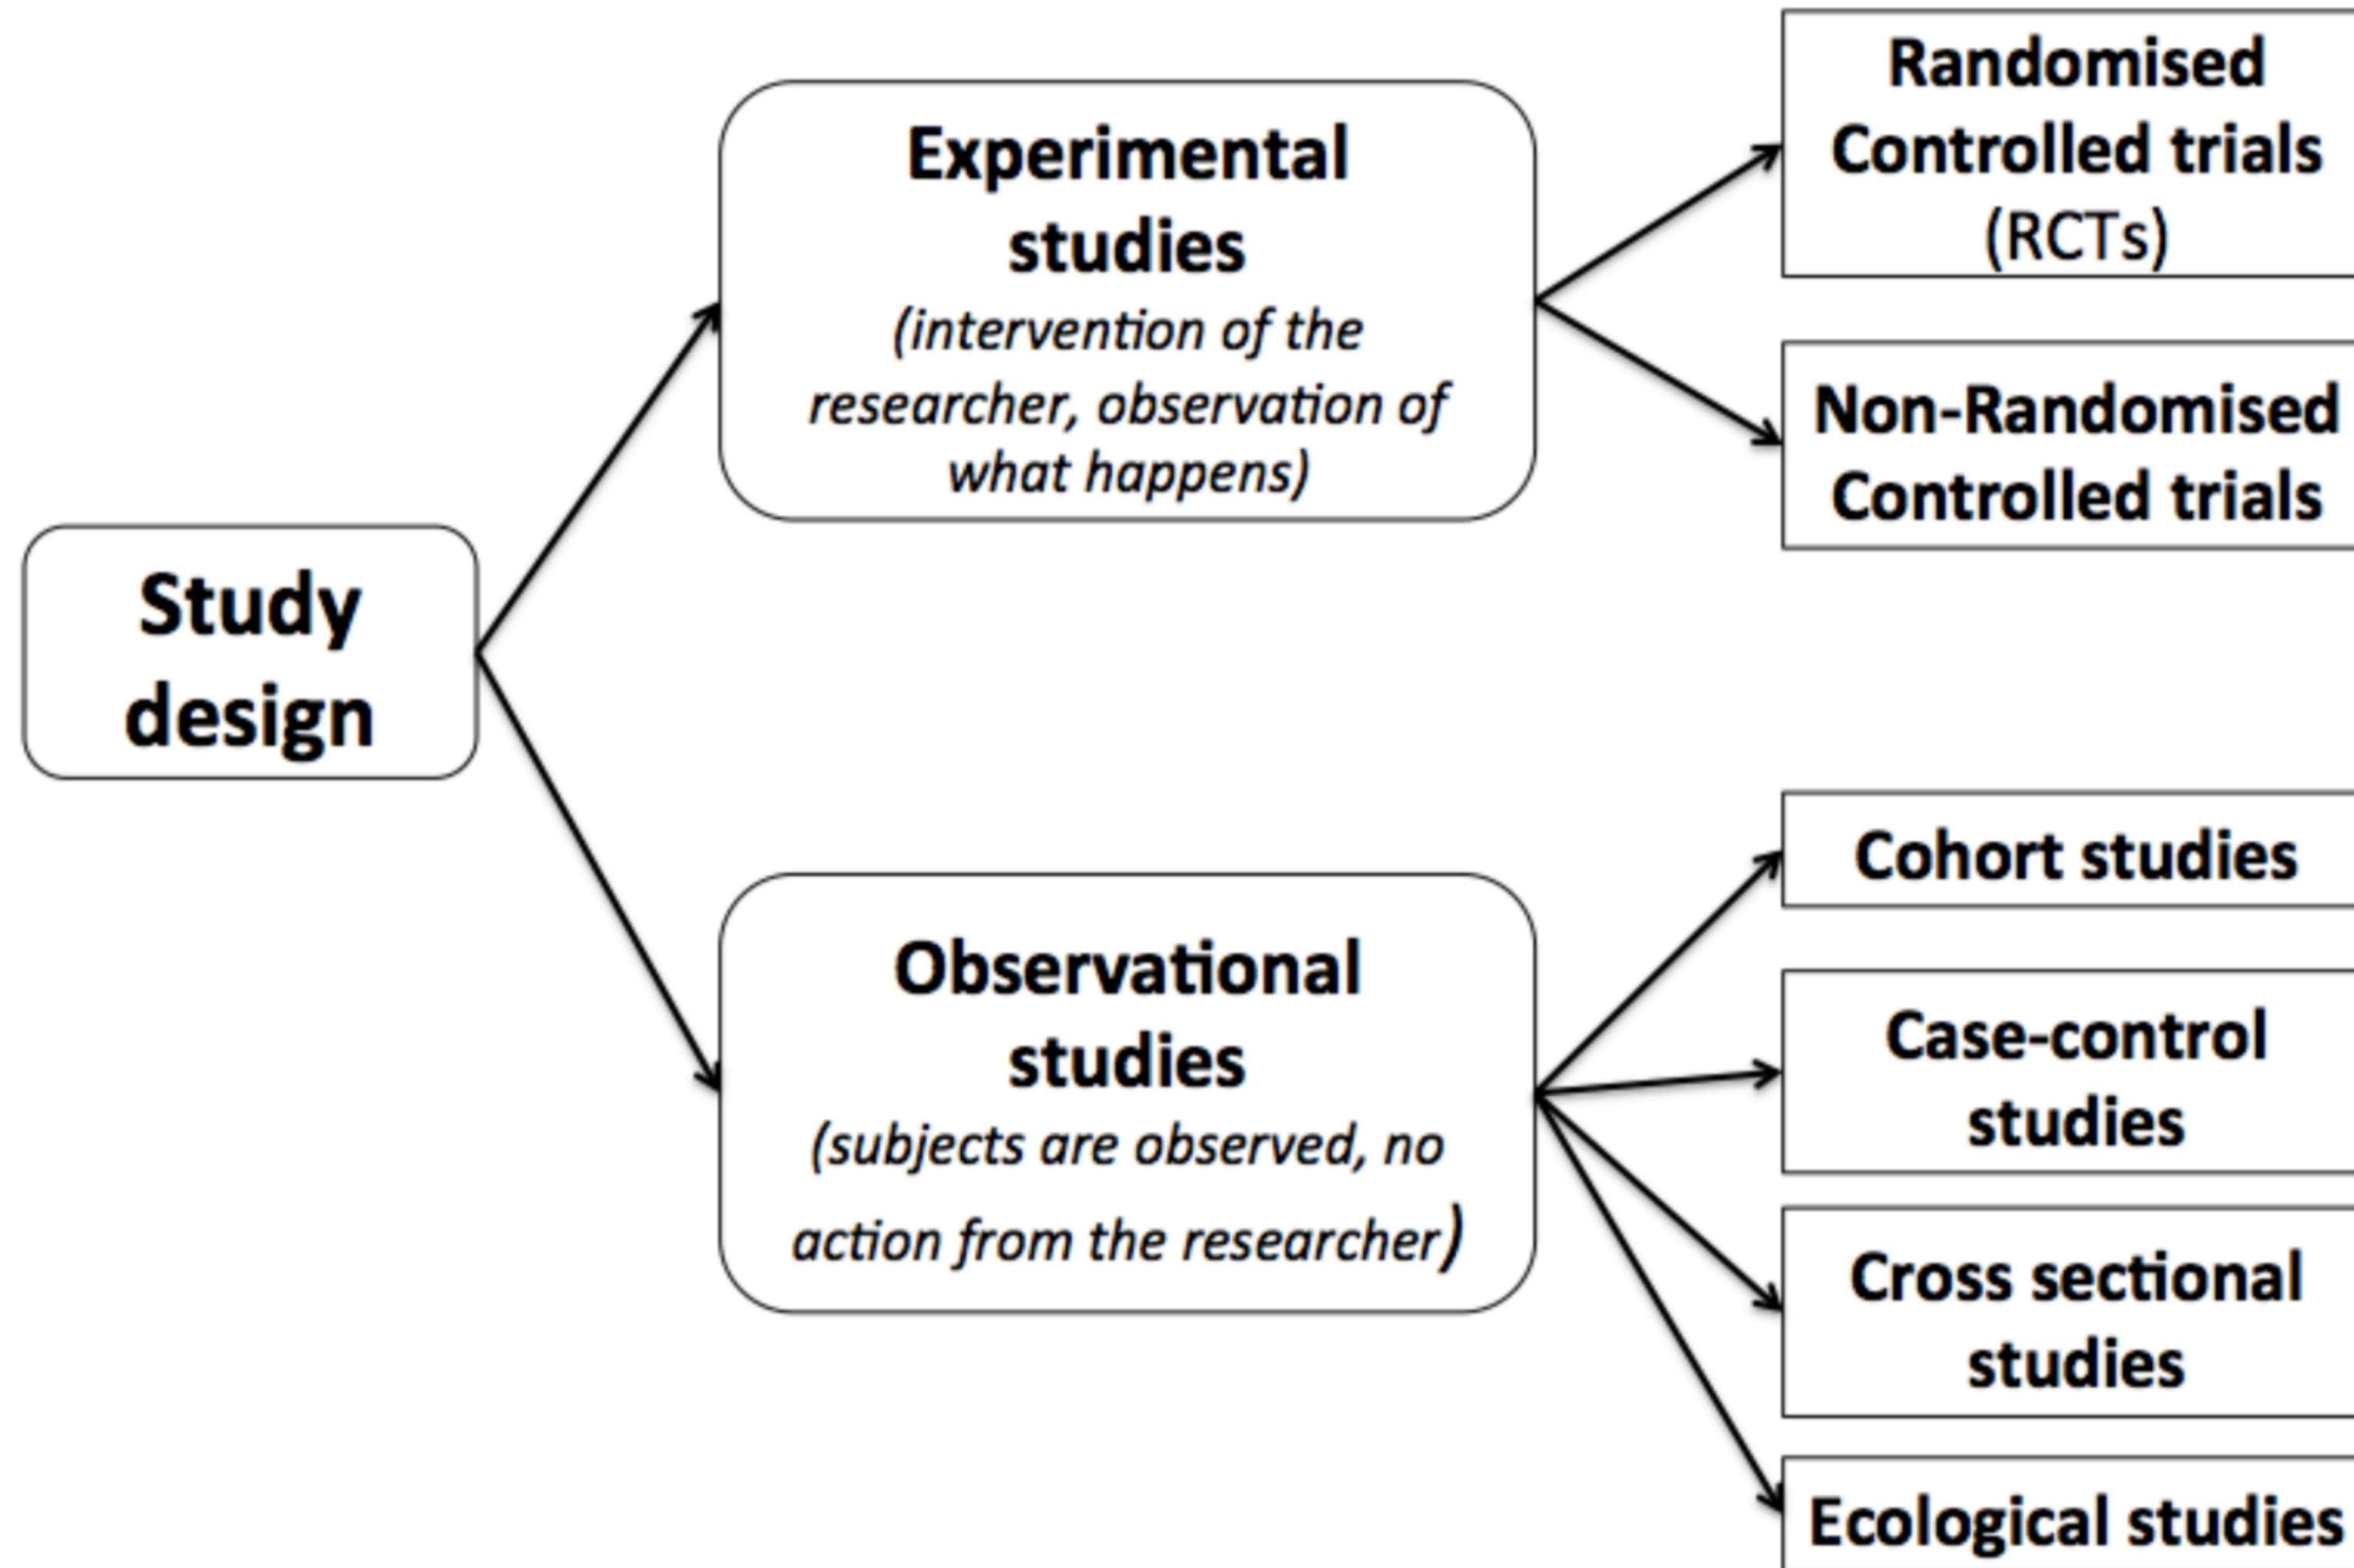 Study
design
Experimental
studies
(intervention of the
researcher, observation of
what happens)
Observational
studies
(subjects are observed, no
action from the researcher)
Randomised
Controlled trials
(RCTs)
Non-Randomised
Controlled trials
Cohort studies
Case-control
studies
Cross sectional
studies
Ecological studies